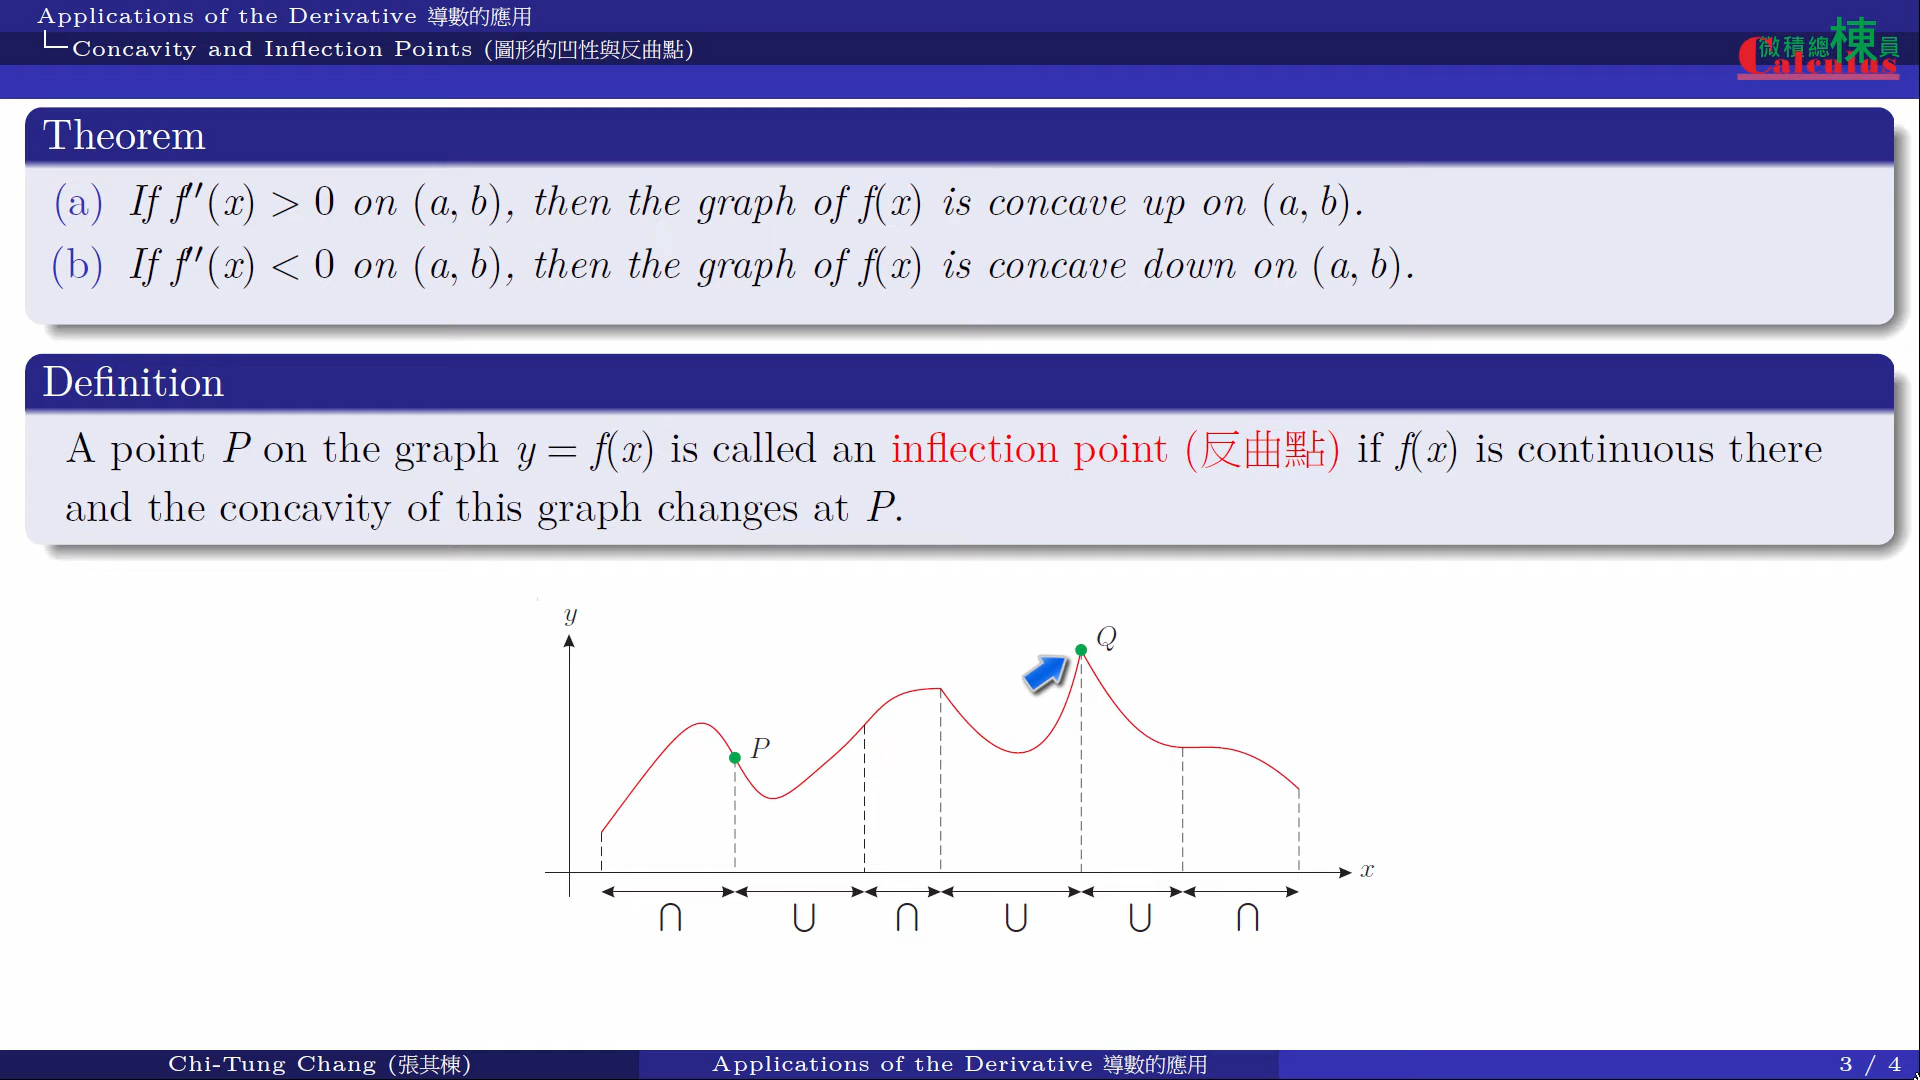 Applications of the Derivative 導數的應用
Concavity and Inflection Points (圖形的凹性與反曲點)
微積總棟員
Calculus
Theorem
(a) If f″(x) > 0 on (a, b), then the graph of f(x) is concave up on (a, b).
(b) If f″(x) < 0 on (a, b), then the graph of f(x) is concave down on (a, b).
Definition
A point P on the graph y = f(x) is called an inflection point (反曲點) if f(x) is continuous there
and the concavity of this graph changes at P.
y
Q
P
x
∩ ∪ ∩ ∪ ∪ ∩
Chi-Tung Chang (張其棟)
Applications of the Derivative 導數的應用
3 / 4